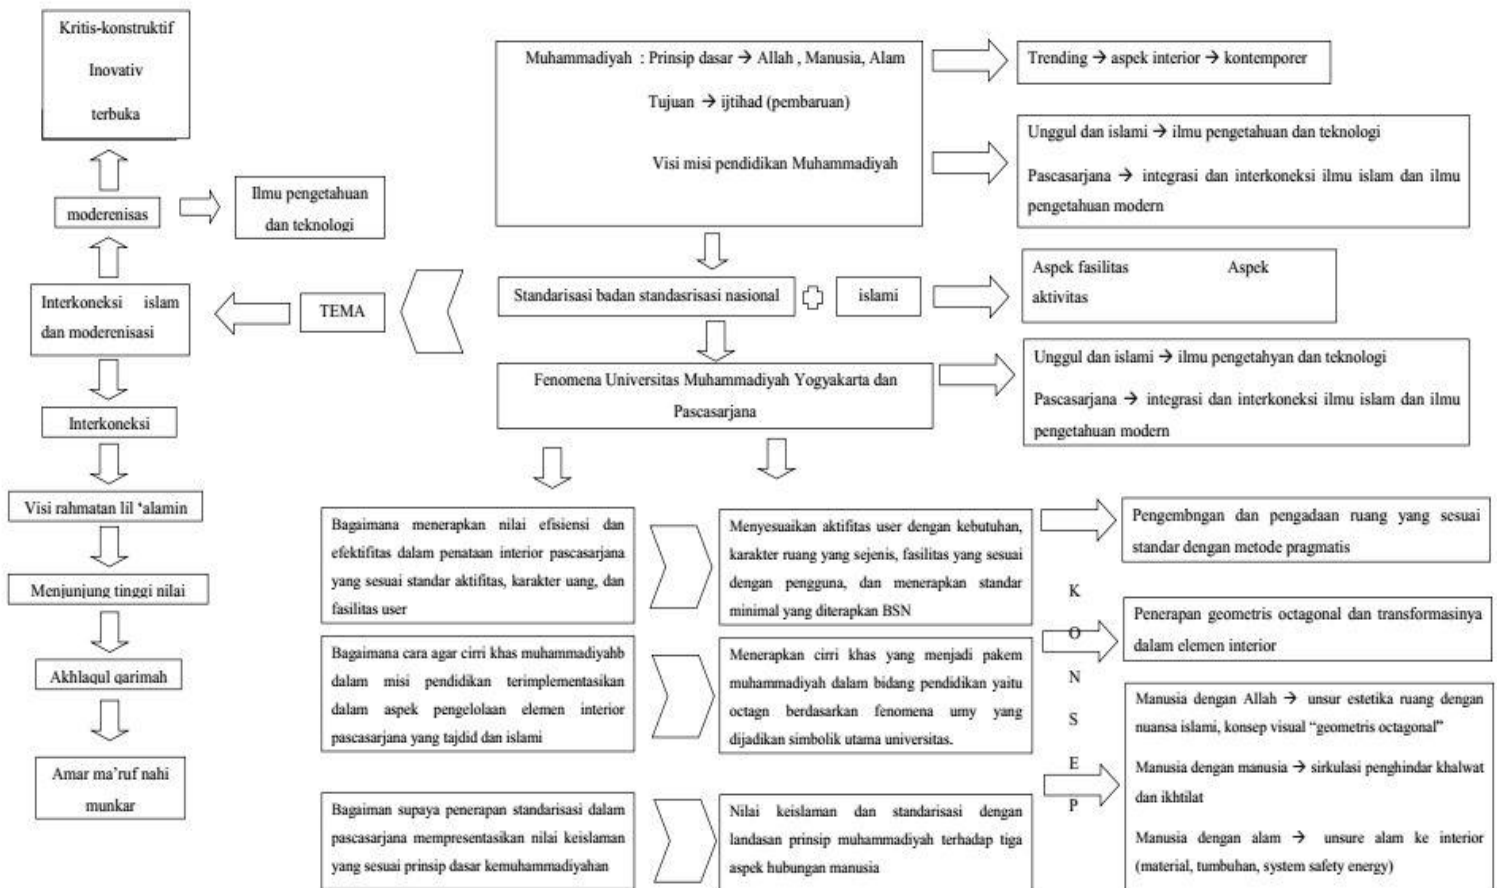 Kritis-konstruktif
Inovativ
terbuka
moderenisas
Ilmu pengetahuan
dan teknologi
Interkoneksi islam
dan moderenisasi
TEMA
Interkoneksi
Visi rahmatan lil ‘alamin
Menjunjung tinggi nilai
Akhlaqul qarimah
Amar ma’ruf nahi
munkar
Muhammadiyah : Prinsip dasar → Allah , Manusia, Alam
Tujuan → ijtihad (pembaruan)
Visi misi pendidikan Muhammadiyah
Trending → aspek interior → kontemporer
Unggul dan islami → ilmu pengetahuan dan teknologi
Pascasarjana → integrasi dan interkoneksi ilmu islam dan ilmu
pengetahuan modern
Standarisasi badan standasrisasi nasional
islami
Aspek fasilitas Aspek
aktivitas
Fenomena Universitas Muhammadiyah Yogyakarta dan
Pascasarjana
Unggul dan islami → ilmu pengetahyan dan teknologi
Pascasarjana → integrasi dan interkoneksi ilmu islam dan ilmu
pengetahuan modern
Bagaimana menerapkan nilai efisiensi dan
efektifitas dalam penataan interior pascasarjana
yang sesuai standar aktifitas, karakter uang, dan
fasilitas user
Menyesuaikan aktifitas user dengan kebutuhan,
karakter ruang yang sejenis, fasilitas yang sesuai
dengan pengguna, dan menerapkan standar
minimal yang diterapkan BSN
Pengembngan dan pengadaan ruang yang sesuai
standar dengan metode pragmatis
Bagaimana cara agar cirri khas muhammadiyahb
dalam misi pendidikan terimplementasikan
dalam aspek pengelolaan elemen interior
pascasarjana yang tajdid dan islami
Menerapkan cirri khas yang menjadi pakem
muhammadiyah dalam bidang pendidikan yaitu
octagn berdasarkan fenomena umy yang
dijadikan simbolik utama universitas.
Penerapan geometris octagonal dan transformasinya
dalam elemen interior
Bagaiman supaya penerapan standarisasi dalam
pascasarjana mempresentasikan nilai keislaman
yang sesuai prinsip dasar kemuhammadiyahan
Nilai keislaman dan standarisasi dengan
landasan prinsip muhammadiyah terhadap tiga
aspek hubungan manusia
K
O
N
S
E
P
Manusia dengan Allah → unsur estetika ruang dengan
nuansa islami, konsep visual “geometris octagonal”
Manusia dengan manusia → sirkulasi penghindar khalwat
dan ikhtilat
Manusia dengan alam → unsure alam ke interior
(material, tumbuhan, system safety energy)